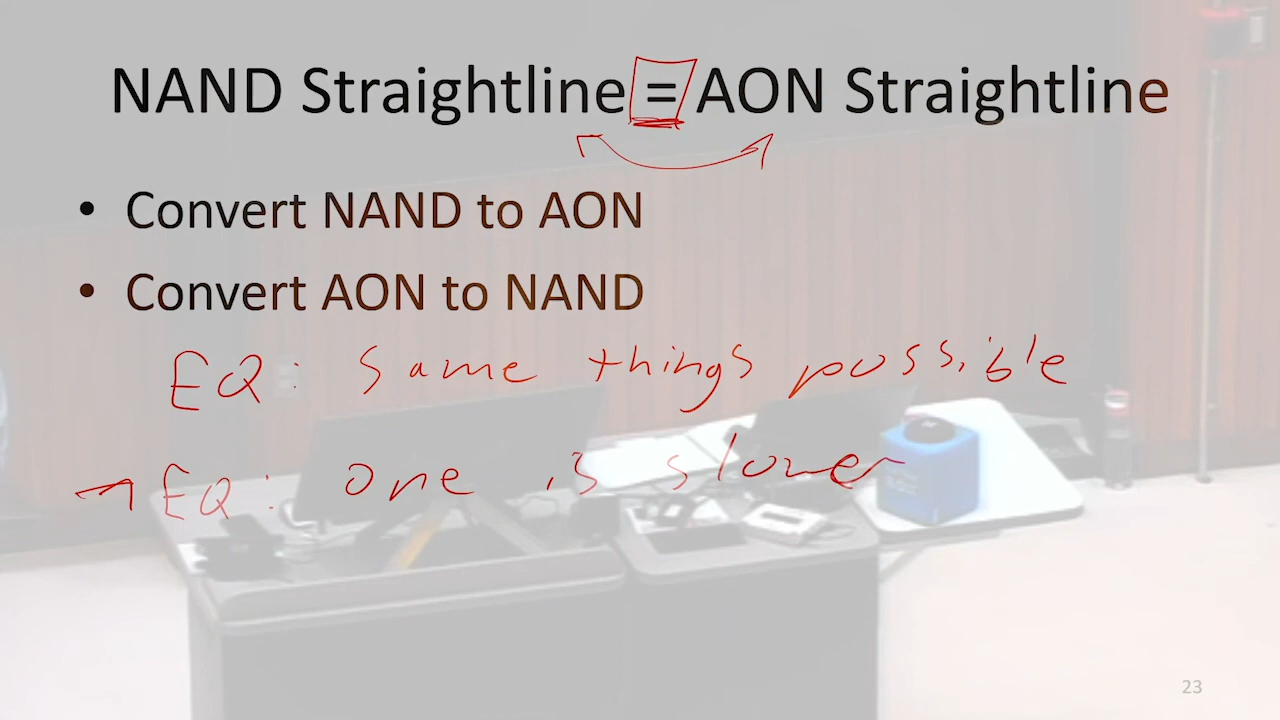 NAND Straightline = AON Straightline
• Convert NAND to AON
• Convert AON to NAND
EQ: same things possible
¬EQ: one is slower
23